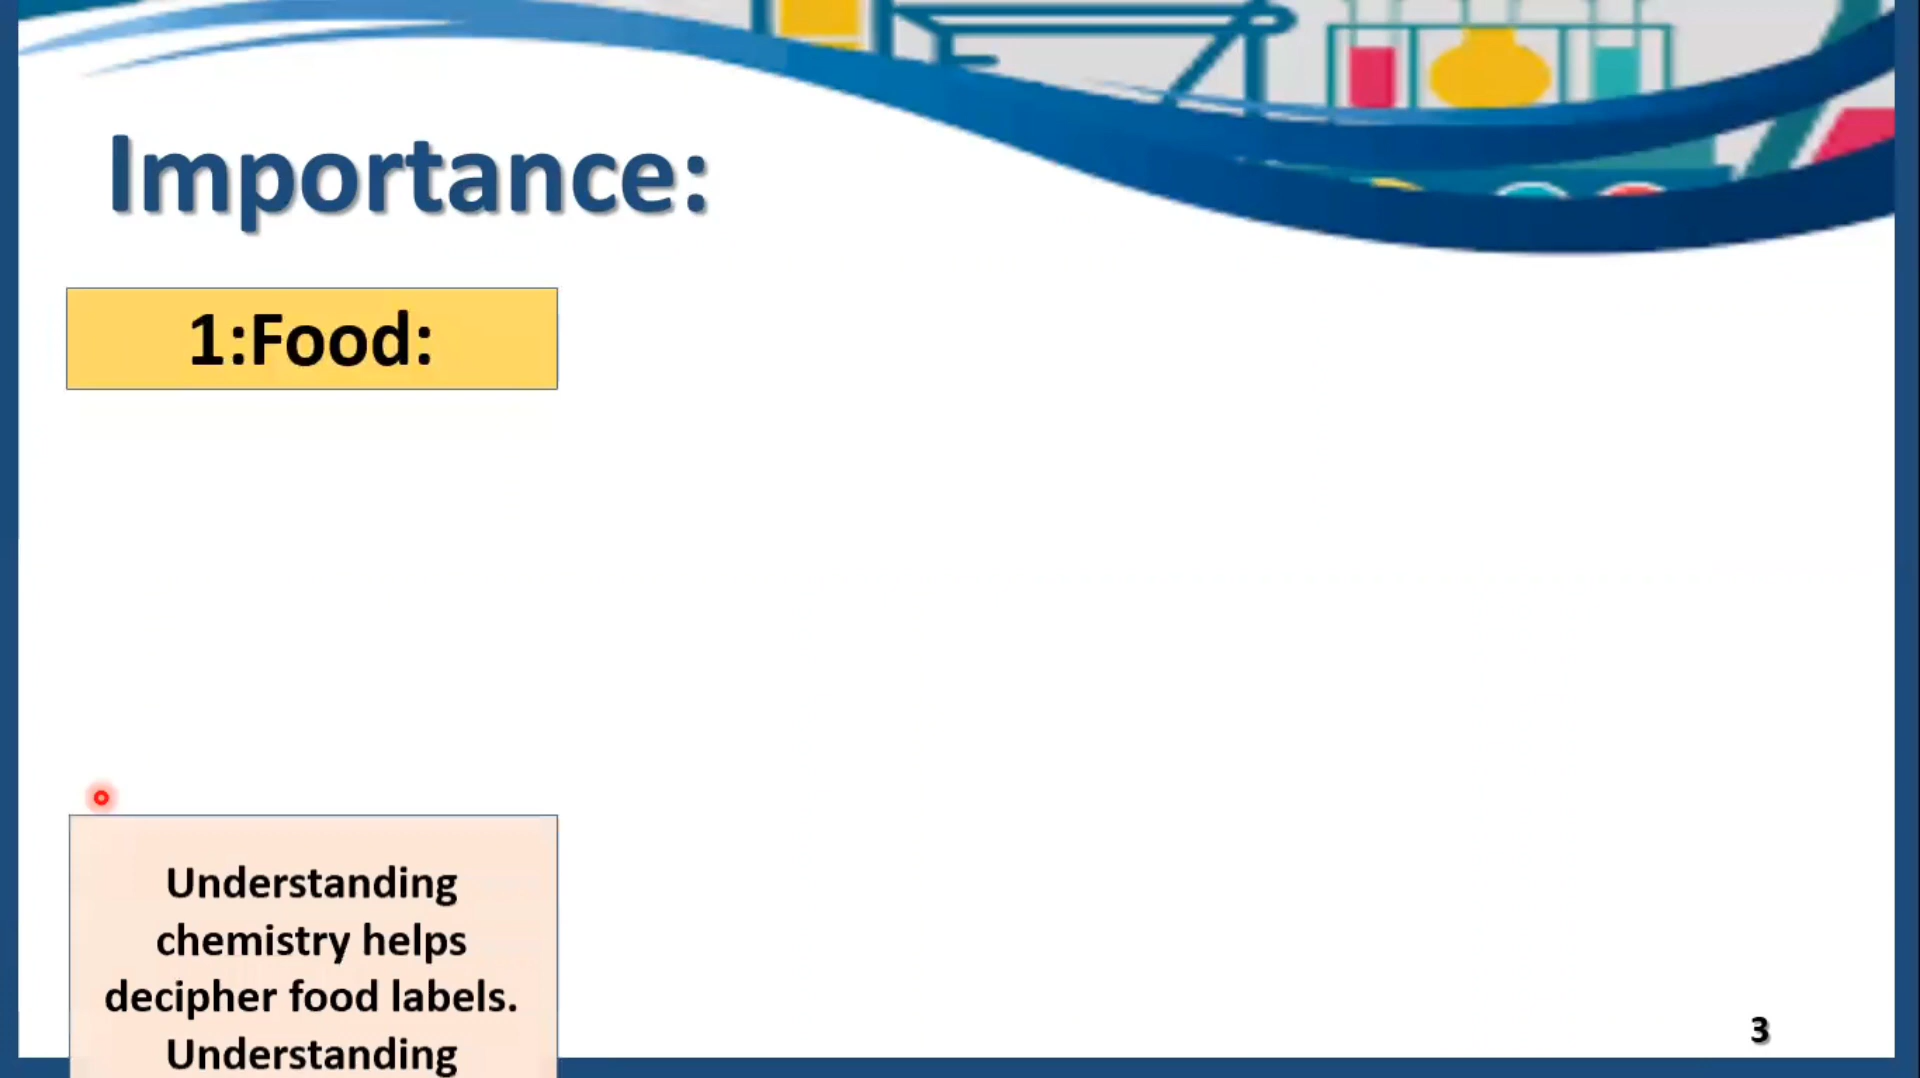 Importance:
1:Food:
Understanding
chemistry helps
decipher food labels.
Understanding
3